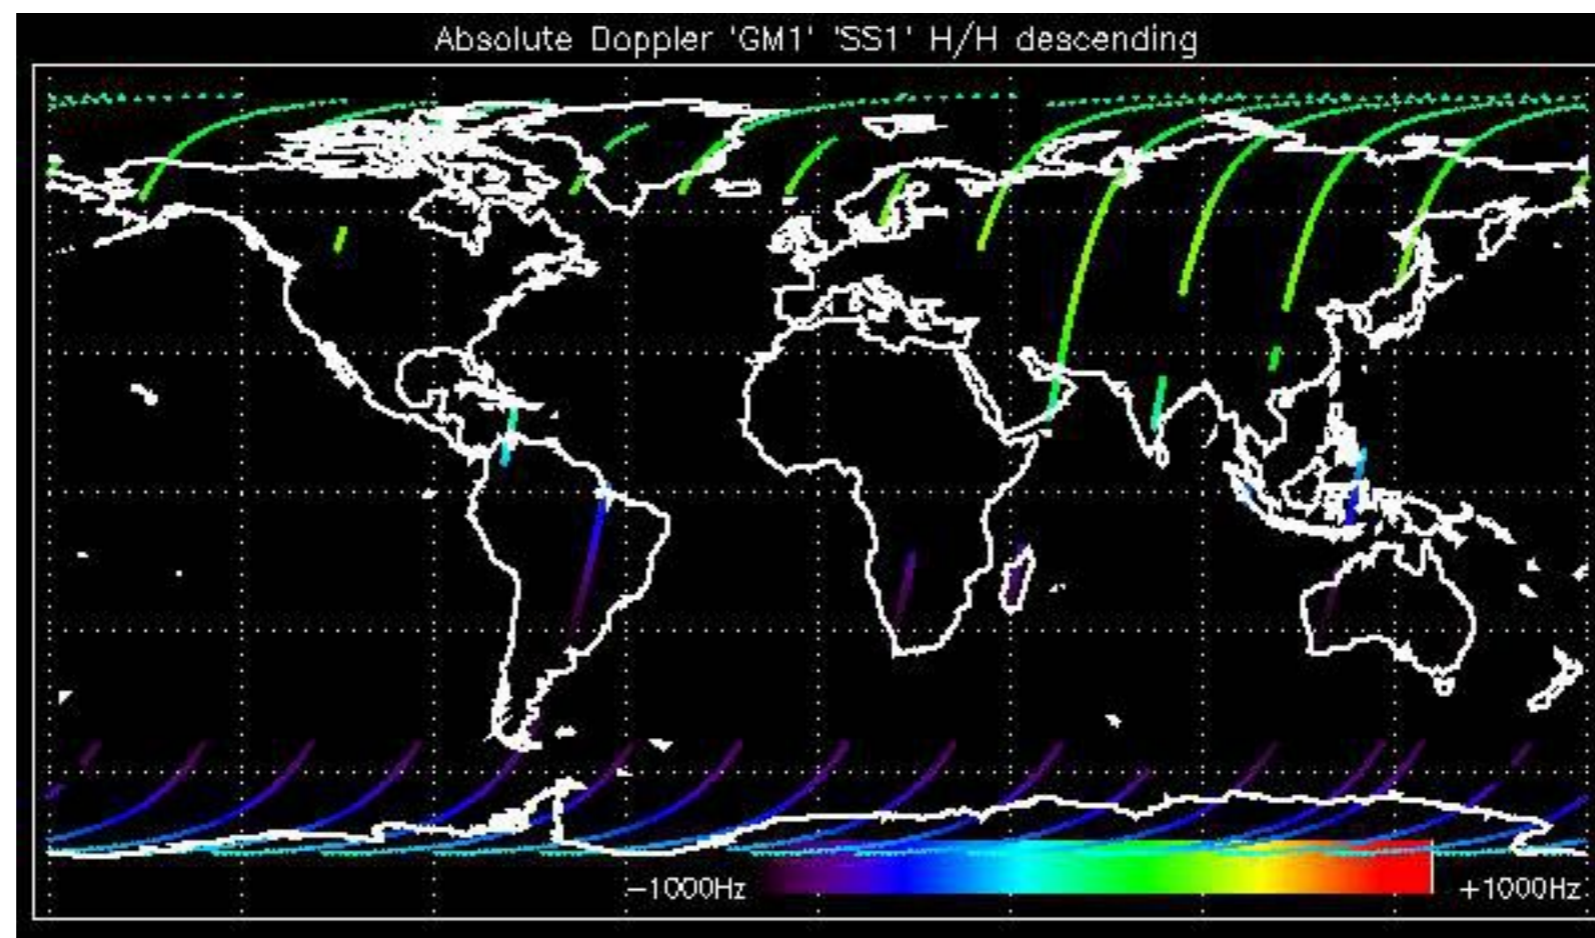 Absolute Doppler 'GM1' 'SS1' H/H descending
-1000Hz +1000Hz